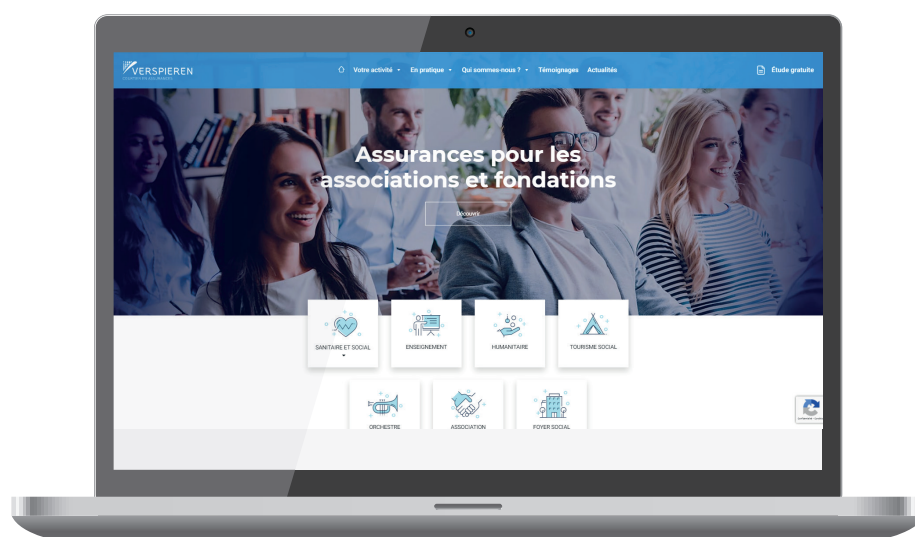 VERSPIEREN
Votre activité
En pratique
Qui sommes-nous ?
Témoignages
Actualités
Étude gratuite
Assurances pour les
associations et fondations
Découvrir
SANITAIRE ET SOCIAL
ENSEIGNEMENT
HUMANITAIRE
TOURISME SOCIAL
ORCHESTRE
ASSOCIATION
FOYER SOCIAL